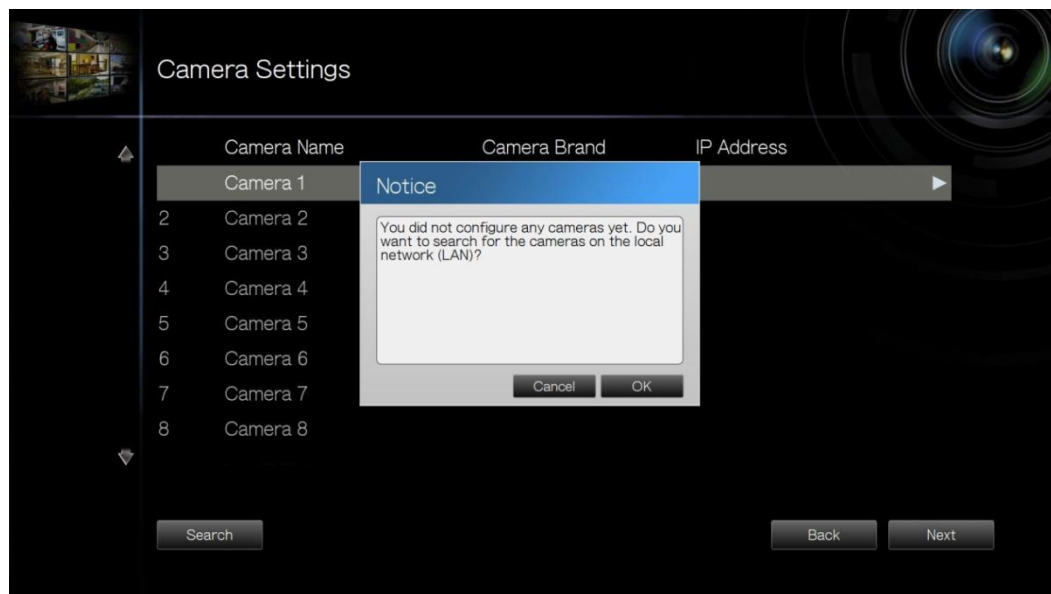 Camera Settings
Camera Name Camera Brand IP Address
Camera 1
2 Camera 2
3 Camera 3
4 Camera 4
5 Camera 5
6 Camera 6
7 Camera 7
8 Camera 8
Notice
You did not configure any cameras yet. Do you
want to search for the cameras on the local
network (LAN)?
Cancel OK
Search Back Next